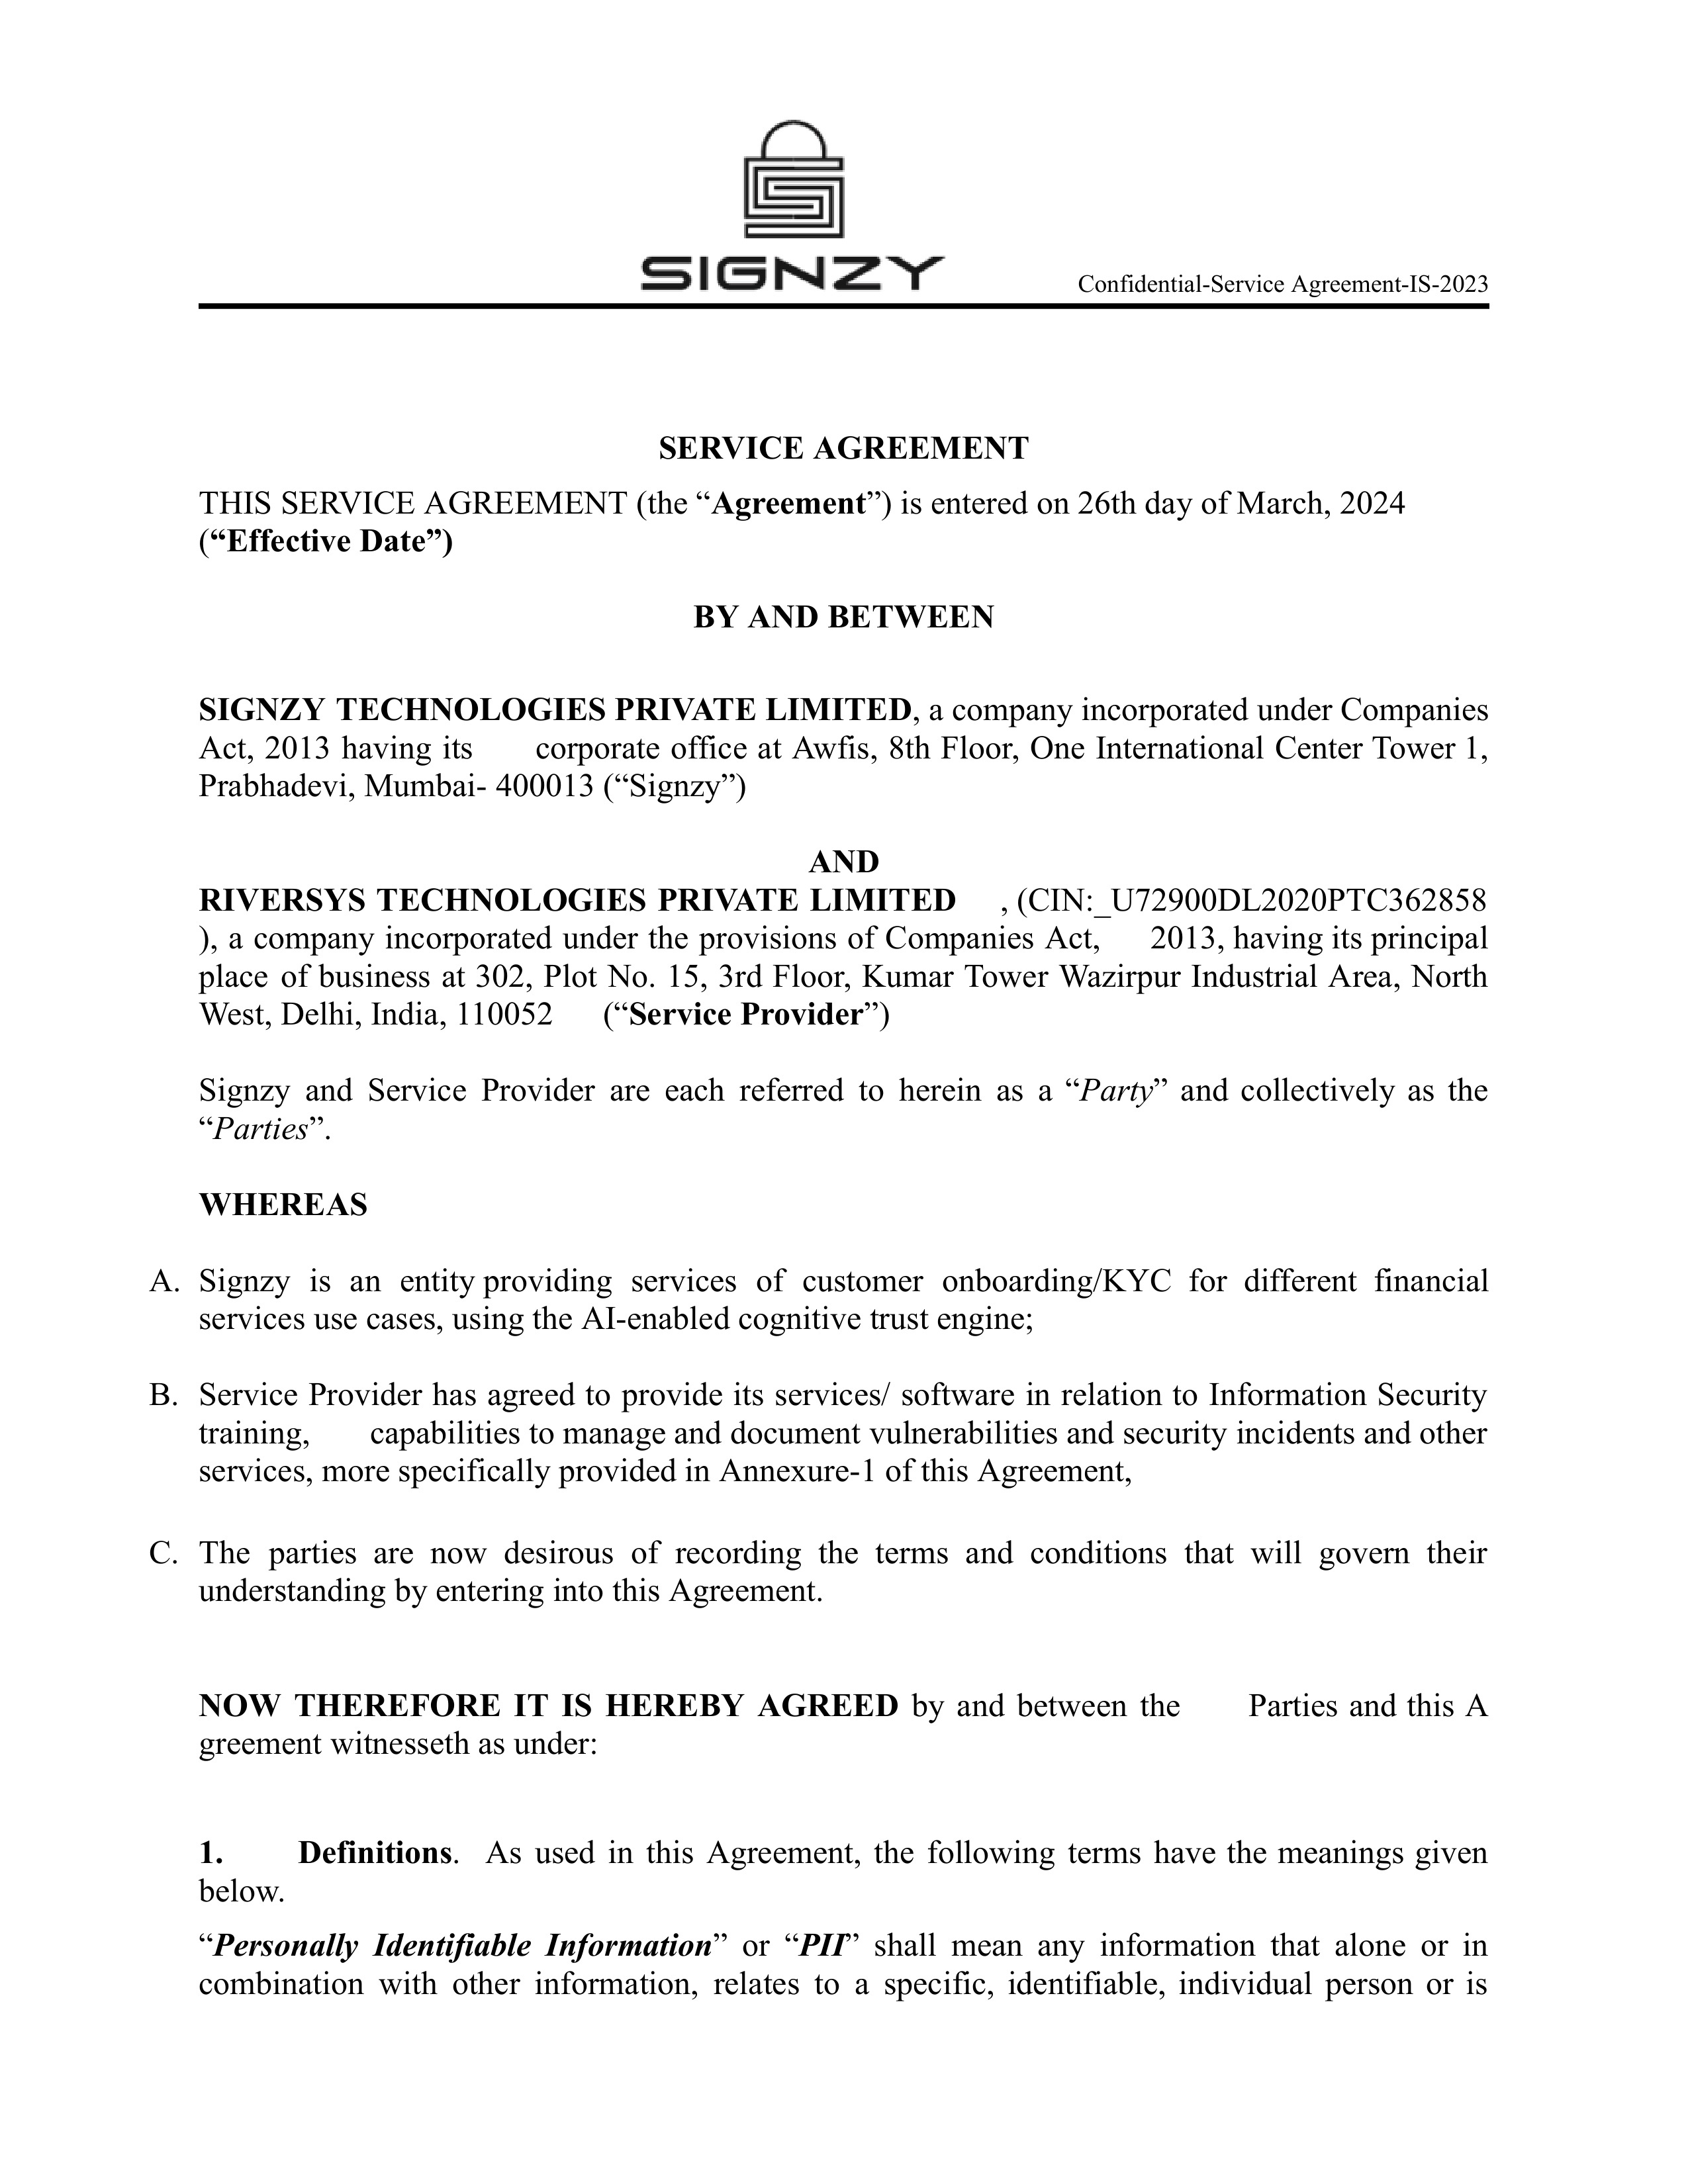 SIGNZY
Confidential-Service Agreement-IS-2023
SERVICE AGREEMENT
THIS SERVICE AGREEMENT (the “Agreement”) is entered on 26th day of March, 2024
(“Effective Date”)
BY AND BETWEEN
SIGNZY TECHNOLOGIES PRIVATE LIMITED, a company incorporated under Companies
Act, 2013 having its corporate office at Awfis, 8th Floor, One International Center Tower 1,
Prabhadevi, Mumbai- 400013 (“Signzy”)
AND
RIVERSYS TECHNOLOGIES PRIVATE LIMITED , (CIN:_U72900DL2020PTC362858
), a company incorporated under the provisions of Companies Act, 2013, having its principal
place of business at 302, Plot No. 15, 3rd Floor, Kumar Tower Wazirpur Industrial Area, North
West, Delhi, India, 110052 (“Service Provider”)
Signzy and Service Provider are each referred to herein as a “Party” and collectively as the
“Parties”.
WHEREAS
A. Signzy is an entity providing services of customer onboarding/KYC for different financial
services use cases, using the AI-enabled cognitive trust engine;
B. Service Provider has agreed to provide its services/ software in relation to Information Security
training, capabilities to manage and document vulnerabilities and security incidents and other
services, more specifically provided in Annexure-1 of this Agreement,
C. The parties are now desirous of recording the terms and conditions that will govern their
understanding by entering into this Agreement.
NOW THEREFORE IT IS HEREBY AGREED by and between the Parties and this A
greement witnesseth as under:
1. Definitions. As used in this Agreement, the following terms have the meanings given
below.
“Personally Identifiable Information” or “PII” shall mean any information that alone or in
combination with other information, relates to a specific, identifiable, individual person or is